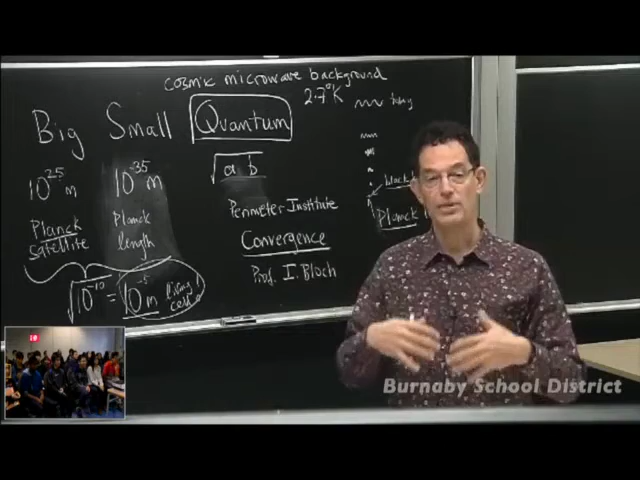 cosmic microwave background
2.7°K
tiny
Big
Small
Quantum
10^25 m
10^-35 m
√a b
Planck
satellite
Planck
length
Perimeter Institute
Convergence
Prof. I. Bloch
Planck
√10^-10 = 10^-5 m
living
Burnaby School District